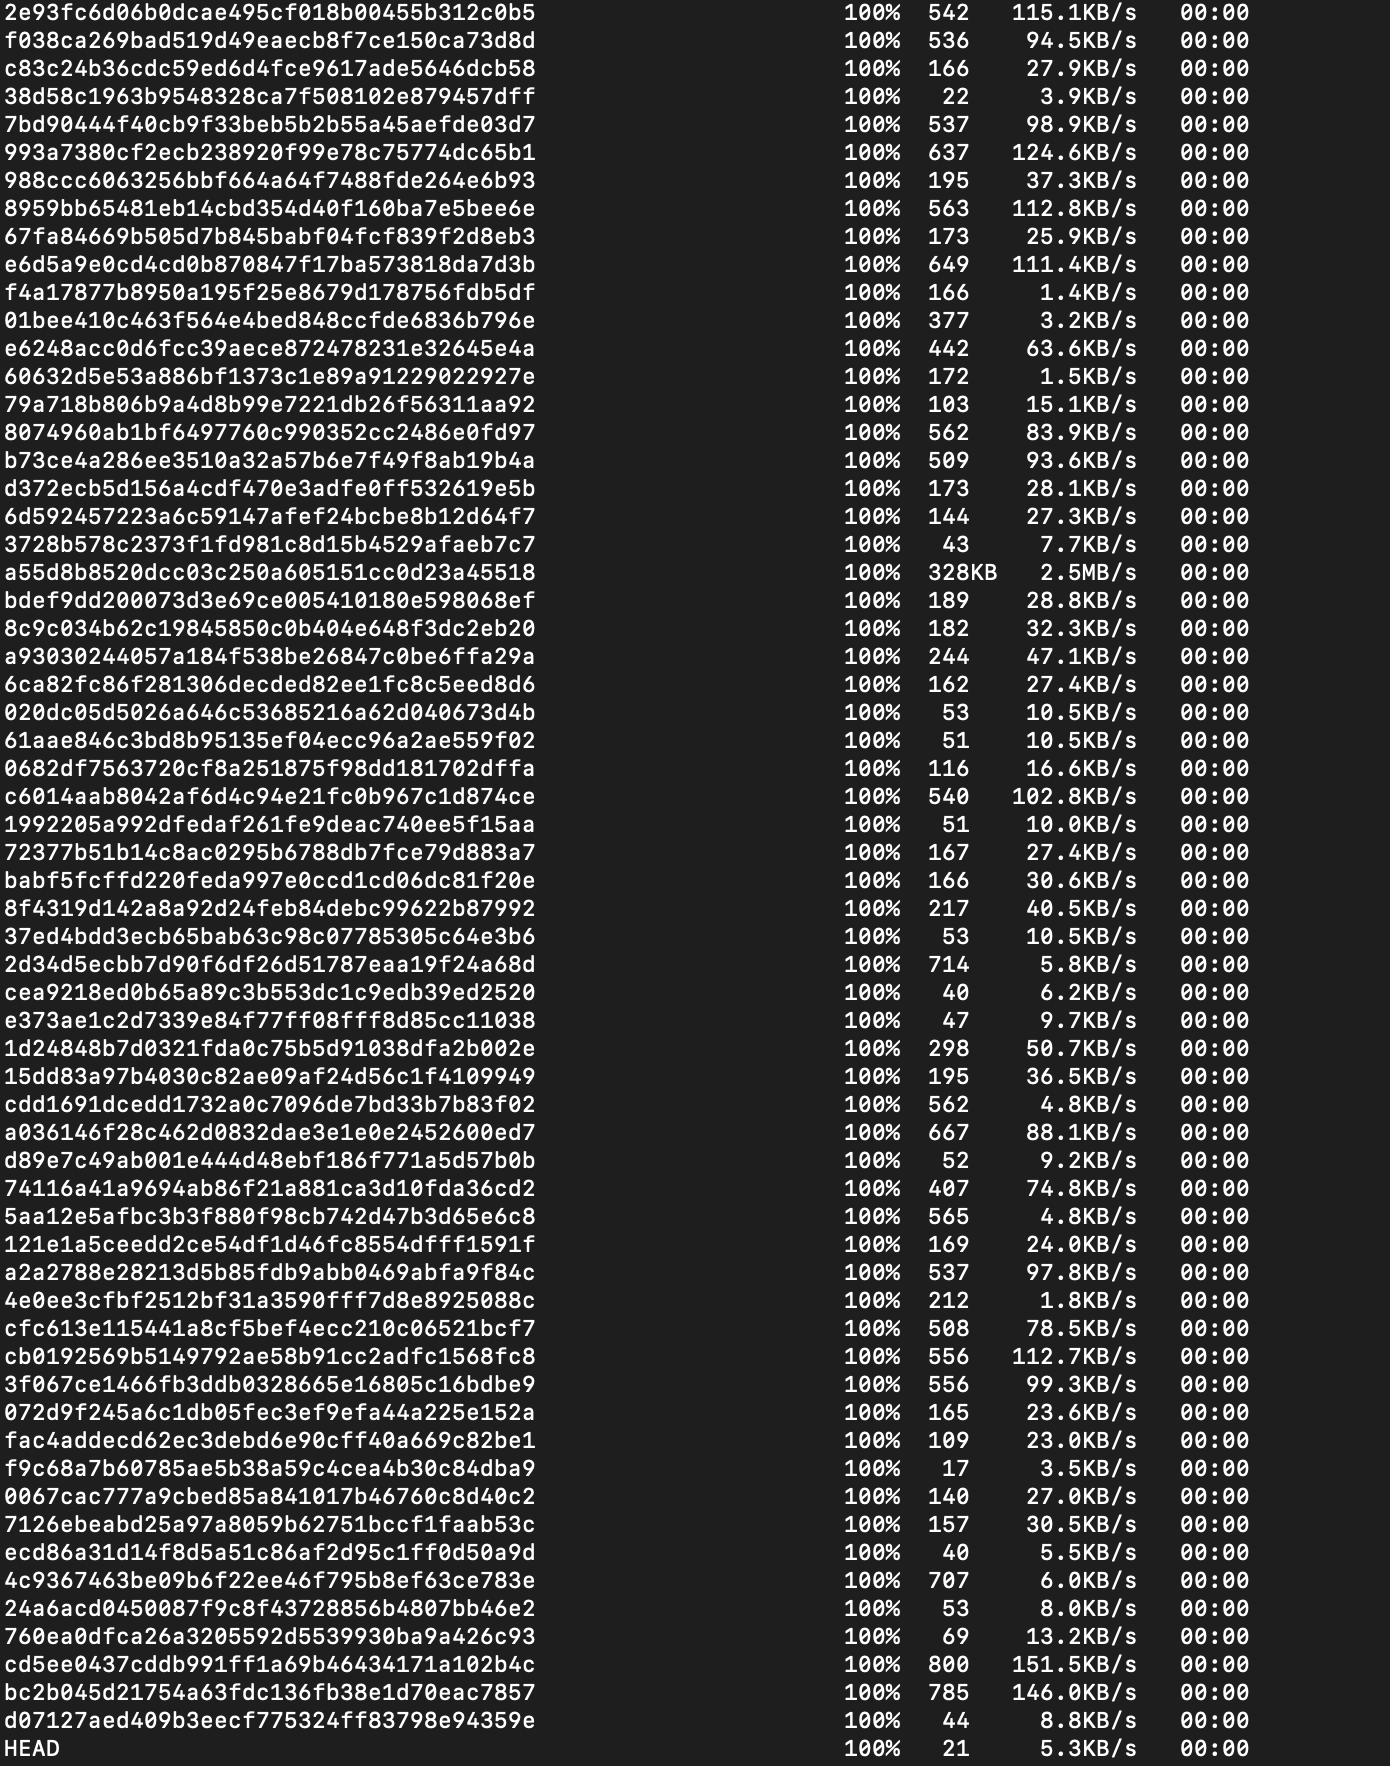 2e93fc6d06b0dcae495cf018b00455b312c0b5 100% 542 115.1KB/s 00:00
f038ca269bad519d49eaecb8f7ce150ca73d8d 100% 536 94.5KB/s 00:00
c83c24b36cdc59ed6d4fce9617ade5646dcb58 100% 166 27.9KB/s 00:00
38d58c1963b9548328ca7f508102e879457dff 100% 22 3.9KB/s 00:00
7bd90444f40cb9f33beb5b2b55a45aefde03d7 100% 537 98.9KB/s 00:00
993a7380cf2ecb238920f99e78c75774dc65b1 100% 637 124.6KB/s 00:00
988ccc6063256bbf664a64f7488fde264e6b93 100% 195 37.3KB/s 00:00
8959bb65481eb14cbd354d40f160ba7e5bee6e 100% 563 112.8KB/s 00:00
67fa84669b505d7b845babf04fcf839f2d8eb3 100% 173 25.9KB/s 00:00
e6d5a9e0cd4cd0b870847f17ba573818da7d3b 100% 649 111.4KB/s 00:00
f4a17877b8950a195f25e8679d178756fdb5df 100% 166 1.4KB/s 00:00
01bee410c463f564e4bed848ccfde6836b796e 100% 377 3.2KB/s 00:00
e6248acc0d6fcc39aece872478231e32645e4a 100% 442 63.6KB/s 00:00
60632d5e53a886bf1373c1e89a91229022927e 100% 172 1.5KB/s 00:00
79a718b806b9a4d8b99e7221db26f56311aa92 100% 103 15.1KB/s 00:00
8074960ab1bf6497760c990352cc2486e0fd97 100% 562 83.9KB/s 00:00
b73ce4a286ee3510a32a57b6e7f49f8ab19b4a 100% 509 93.6KB/s 00:00
d372ecb5d156a4cdf470e3adfe0ff532619e5b 100% 173 28.1KB/s 00:00
6d592457223a6c59147afef24bcbe8b12d64f7 100% 144 27.3KB/s 00:00
3728b578c2373f1fd981c8d15b4529afaeb7c7 100% 43 7.7KB/s 00:00
a55d8b8520dcc03c250a605151cc0d23a45518 100% 328KB 2.5MB/s 00:00
bdef9dd200073d3e69ce005410180e598068ef 100% 189 28.8KB/s 00:00
8c9c034b62c19845850c0b404e648f3dc2eb20 100% 182 32.3KB/s 00:00
a93030244057a184f538be26847c0be6ffa29a 100% 244 47.1KB/s 00:00
6ca82fc86f281306decded82ee1fc8c5eed8d6 100% 162 27.4KB/s 00:00
020dc05d5026a646c53685216a62d040673d4b 100% 53 10.5KB/s 00:00
61aae846c3bd8b95135ef04ecc96a2ae559f02 100% 51 10.5KB/s 00:00
0682df7563720cf8a251875f98dd181702dffa 100% 116 16.6KB/s 00:00
c6014aab8042af6d4c94e21fc0b967c1d874ce 100% 540 102.8KB/s 00:00
1992205a992dfedaf261fe9deac740ee5f15aa 100% 51 10.0KB/s 00:00
72377b51b14c8ac0295b6788db7fce79d883a7 100% 167 27.4KB/s 00:00
babf5fcffd220feda997e0ccd1cd06dc81f20e 100% 166 30.6KB/s 00:00
8f4319d142a8a92d24feb84debc99622b87992 100% 217 40.5KB/s 00:00
37ed4bdd3ecb65bab63c98c07785305c64e3b6 100% 53 10.5KB/s 00:00
2d34d5ecbb7d90f6df26d51787eaa19f24a68d 100% 714 5.8KB/s 00:00
cea9218ed0b65a89c3b553dc1c9edb39ed2520 100% 40 6.2KB/s 00:00
e373ae1c2d7339e84f77ff08fff8d85cc11038 100% 47 9.7KB/s 00:00
1d24848b7d0321fda0c75b5d91038dfa2b002e 100% 298 50.7KB/s 00:00
15dd83a97b4030c82ae09af24d56c1f4109949 100% 195 36.5KB/s 00:00
cdd1691dcedd1732a0c7096de7bd33b7b83f02 100% 562 4.8KB/s 00:00
a036146f28c462d0832dae3e1e0e2452600ed7 100% 667 88.1KB/s 00:00
d89e7c49ab001e444d48ebf186f771a5d57b0b 100% 52 9.2KB/s 00:00
74116a41a9694ab86f21a881ca3d10fda36cd2 100% 407 74.8KB/s 00:00
5aa12e5afbc3b3f880f98cb742d47b3d65e6c8 100% 565 4.8KB/s 00:00
121e1a5ceedd2ce54df1d46fc8554dfff1591f 100% 169 24.0KB/s 00:00
a2a2788e28213d5b85fdb9abb0469abfa9f84c 100% 537 97.8KB/s 00:00
4e0ee3cfbf2512bf31a3590fff7d8e8925088c 100% 212 1.8KB/s 00:00
cfc613e115441a8cf5bef4ecc210c06521bcf7 100% 508 78.5KB/s 00:00
cb0192569b5149792ae58b91cc2adfc1568fc8 100% 556 112.7KB/s 00:00
3f067ce1466fb3ddb0328665e16805c16bdbe9 100% 556 99.3KB/s 00:00
072d9f245a6c1db05fec3ef9efa44a225e152a 100% 165 23.6KB/s 00:00
fac4addecd62ec3debd6e90cff40a669c82be1 100% 109 23.0KB/s 00:00
f9c68a7b60785ae5b38a59c4cea4b30c84dba9 100% 17 3.5KB/s 00:00
0067cac777a9cbed85a841017b46760c8d40c2 100% 140 27.0KB/s 00:00
7126ebeabd25a97a8059b62751bccf1faab53c 100% 157 30.5KB/s 00:00
ecd86a31d14f8d5a51c86af2d95c1ff0d50a9d 100% 40 5.5KB/s 00:00
4c9367463be09b6f22ee46f795b8ef63ce783e 100% 707 6.0KB/s 00:00
24a6acd0450087f9c8f43728856b4807bb46e2 100% 53 8.0KB/s 00:00
760ea0dfca26a3205592d5539930ba9a426c93 100% 69 13.2KB/s 00:00
cd5ee0437cddb991ff1a69b46434171a102b4c 100% 800 151.5KB/s 00:00
bc2b045d21754a63fdc136fb38e1d70eac7857 100% 785 146.0KB/s 00:00
d07127aed409b3eecf775324ff83798e94359e 100% 44 8.8KB/s 00:00
HEAD 100% 21 5.3KB/s 00:00